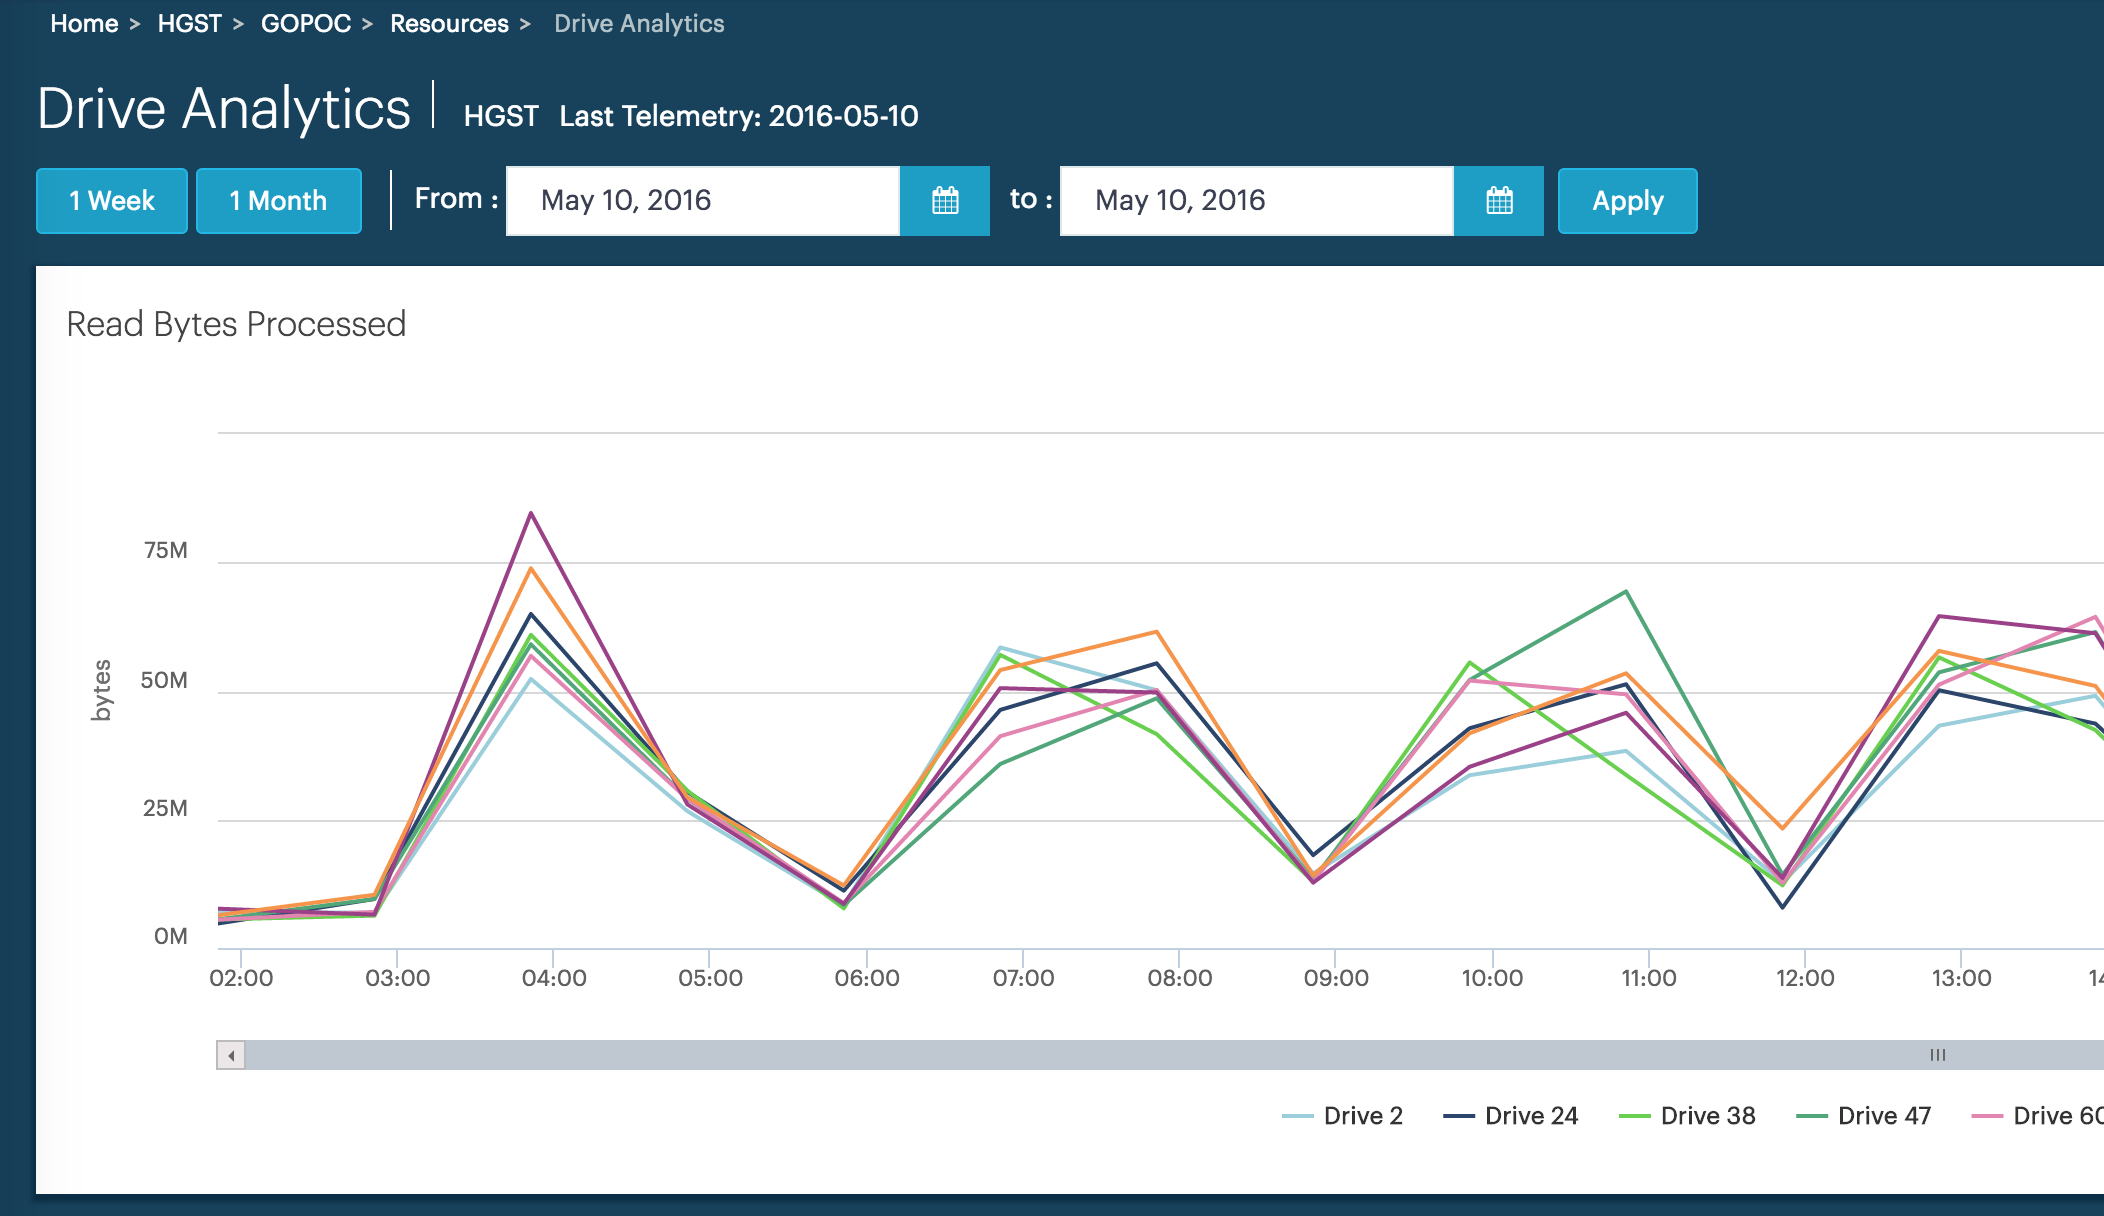 Home > HGST > GOPOC > Resources > Drive Analytics
Drive Analytics HGST Last Telemetry: 2016-05-10
1 Week 1 Month From : May 10, 2016 to : May 10, 2016 Apply
Read Bytes Processed
75M
50M
25M
0M
bytes
02:00 03:00 04:00 05:00 06:00 07:00 08:00 09:00 10:00 11:00 12:00 13:00 14
Drive 2 Drive 24 Drive 38 Drive 47 Drive 60